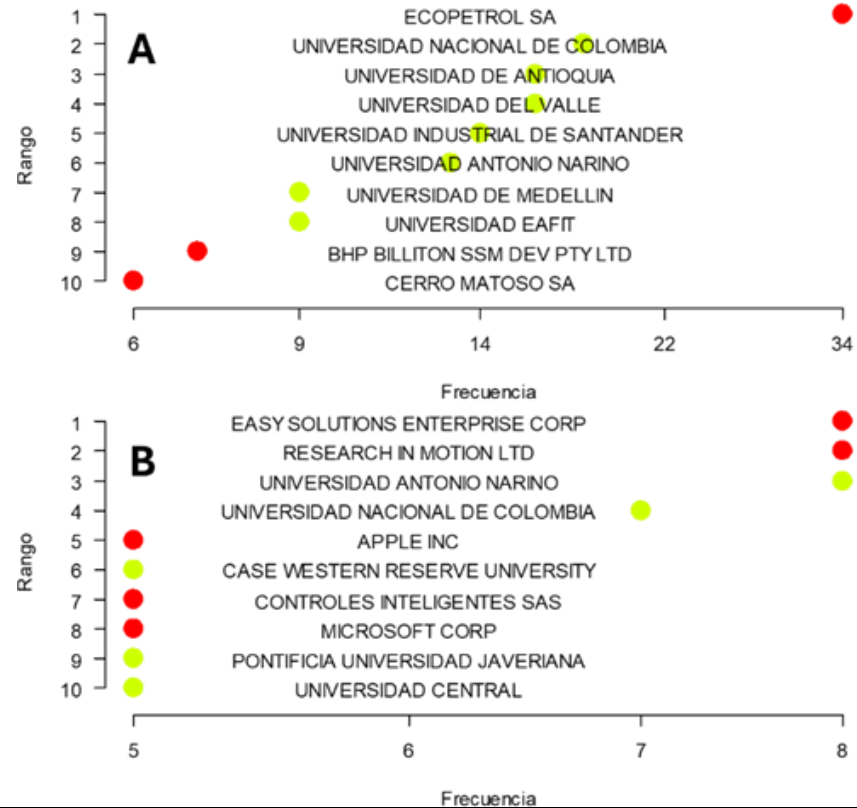 A
Rango
1 ECOPETROL SA
2 UNIVERSIDAD NACIONAL DE COLOMBIA
3 UNIVERSIDAD DE ANTIOQUIA
4 UNIVERSIDAD DEL VALLE
5 UNIVERSIDAD INDUSTRIAL DE SANTANDER
6 UNIVERSIDAD ANTONIO NARINO
7 UNIVERSIDAD DE MEDELLIN
8 UNIVERSIDAD EAFIT
9 BHP BILLITON SSM DEV PTY LTD
10 CERRO MATOSO SA
6 9 14 22 34
Frecuencia
B
Rango
1 EASY SOLUTIONS ENTERPRISE CORP
2 RESEARCH IN MOTION LTD
3 UNIVERSIDAD ANTONIO NARINO
4 UNIVERSIDAD NACIONAL DE COLOMBIA
5 APPLE INC
6 CASE WESTERN RESERVE UNIVERSITY
7 CONTROLES INTELIGENTES SAS
8 MICROSOFT CORP
9 PONTIFICIA UNIVERSIDAD JAVERIANA
10 UNIVERSIDAD CENTRAL
5 6 7 8
Frecuencia